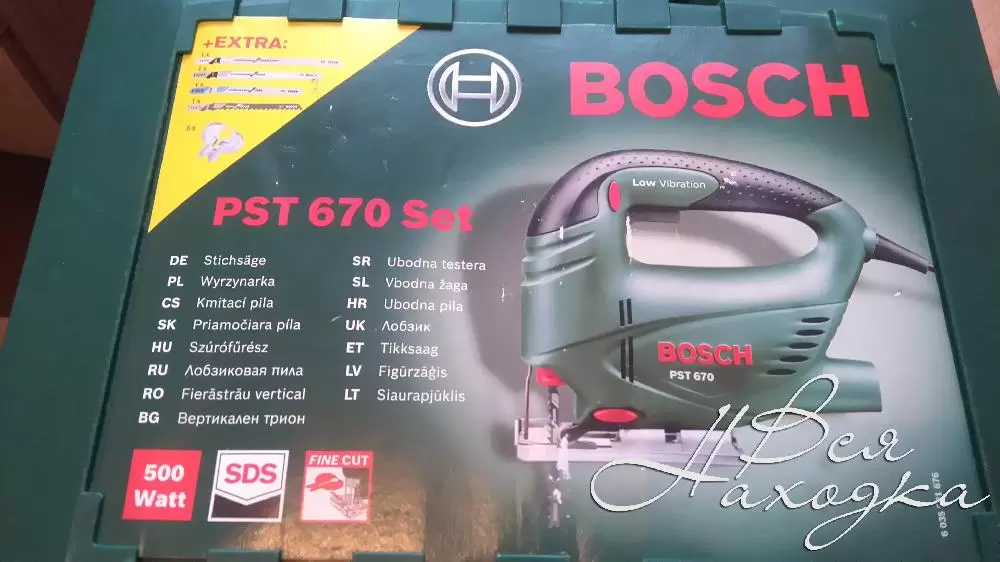 +EXTRA:
BOSCH
Low Vibration
PST 670 Set
DE Stichsäge
PL Wyrzynarka
CS Kmitací pila
SK Priamočiara píla
HU Szúrófűrész
RU Лобзиковая пила
RO Fierăstrău vertical
BG Вертикален трион
SR Ubodna testera
SL Vbodna žaga
HR Ubodna pila
UK Лобзик
ET Tikksaag
LV Figūrzāģis
LT Siaurapjūklis
BOSCH
PST 670
500
Watt
SDS
FINE CUT
Вся
Находка